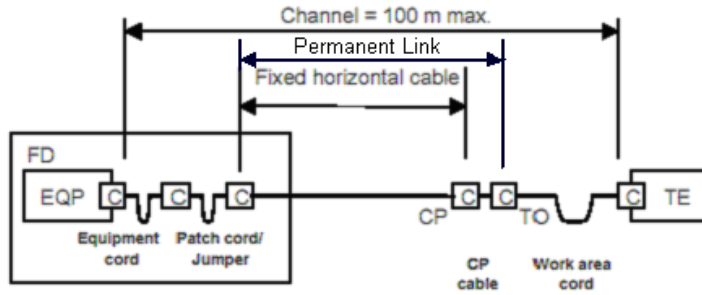 Channel = 100 m max.
Permanent Link
Fixed horizontal cable
FD
EQP C C C CP C C TO C TE
Equipment cord
Patch cord/ Jumper
CP cable
Work area cord